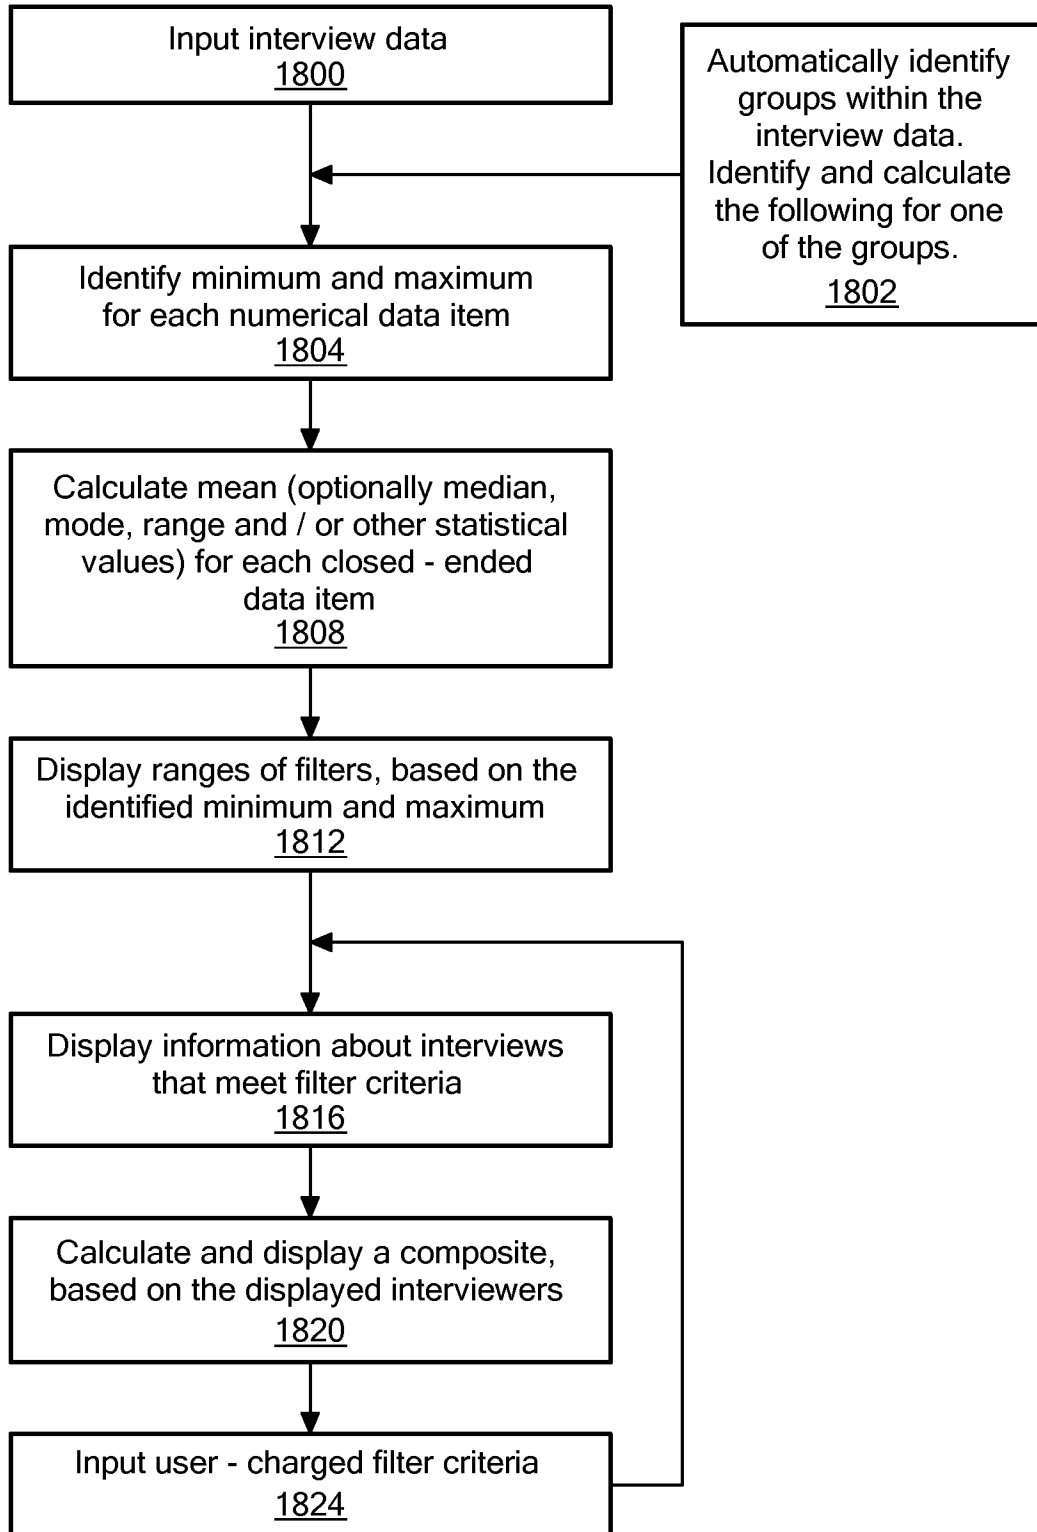 Input interview data
1800
Automatically identify
groups within the
interview data.
Identify and calculate
the following for one
of the groups.
1802
Identify minimum and maximum
for each numerical data item
1804
Calculate mean (optionally median,
mode, range and / or other statistical
values) for each closed - ended
data item
1808
Display ranges of filters, based on the
identified minimum and maximum
1812
Display information about interviews
that meet filter criteria
1816
Calculate and display a composite,
based on the displayed interviewers
1820
Input user - charged filter criteria
1824